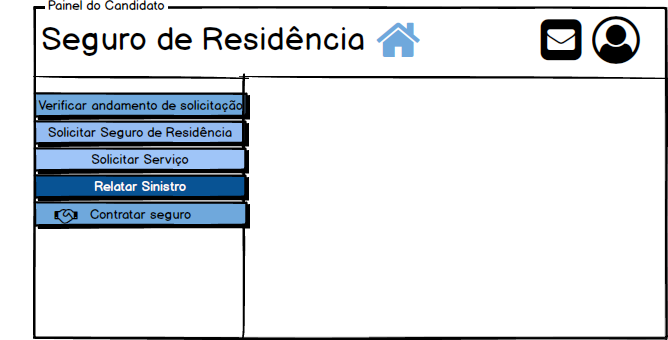 Painel do Candidato
Seguro de Residência
Verificar andamento de solicitação
Solicitar Seguro de Residência
Solicitar Serviço
Relatar Sinistro
Contratar seguro